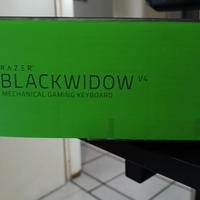 RAZER
BLACKWIDOW V4
MECHANICAL GAMING KEYBOARD